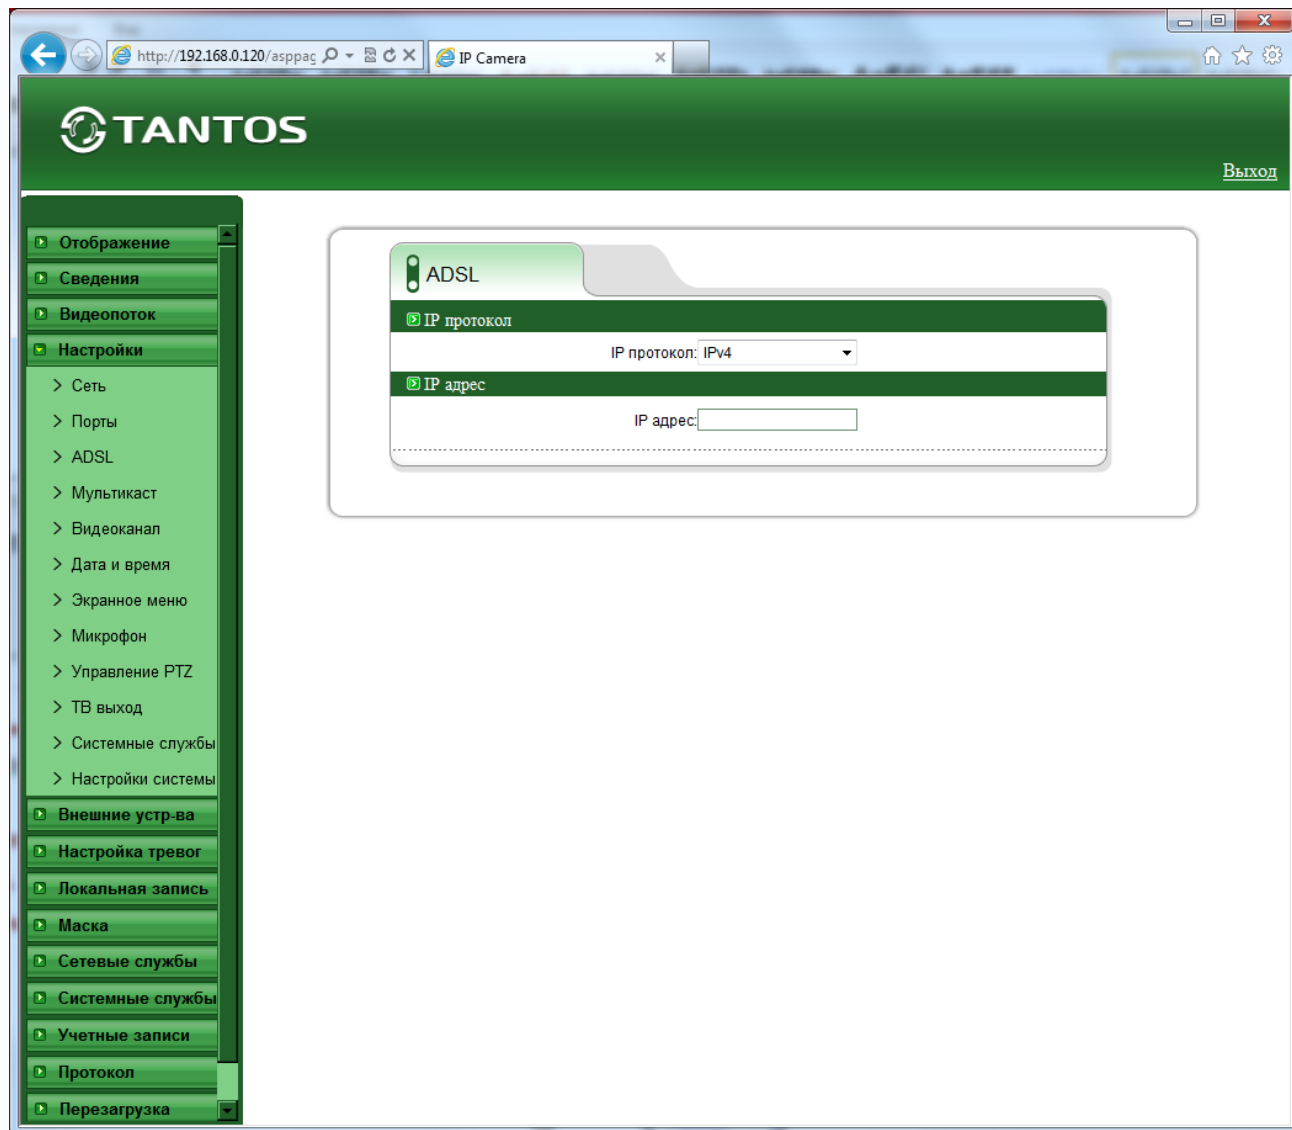 http://192.168.0.120/asppag
IP Camera
TANTOS
Выход
Отображение
Сведения
Видеопоток
Настройки
Сеть
Порты
ADSL
Мультикаст
Видеоканал
Дата и время
Экранное меню
Микрофон
Управление PTZ
ТВ выход
Системные службы
Настройки системы
Внешние устр-ва
Настройка тревог
Локальная запись
Маска
Сетевые службы
Системные службы
Учетные записи
Протокол
Перезагрузка
ADSL
IP протокол
IP протокол: IPv4
IP адрес
IP адрес: